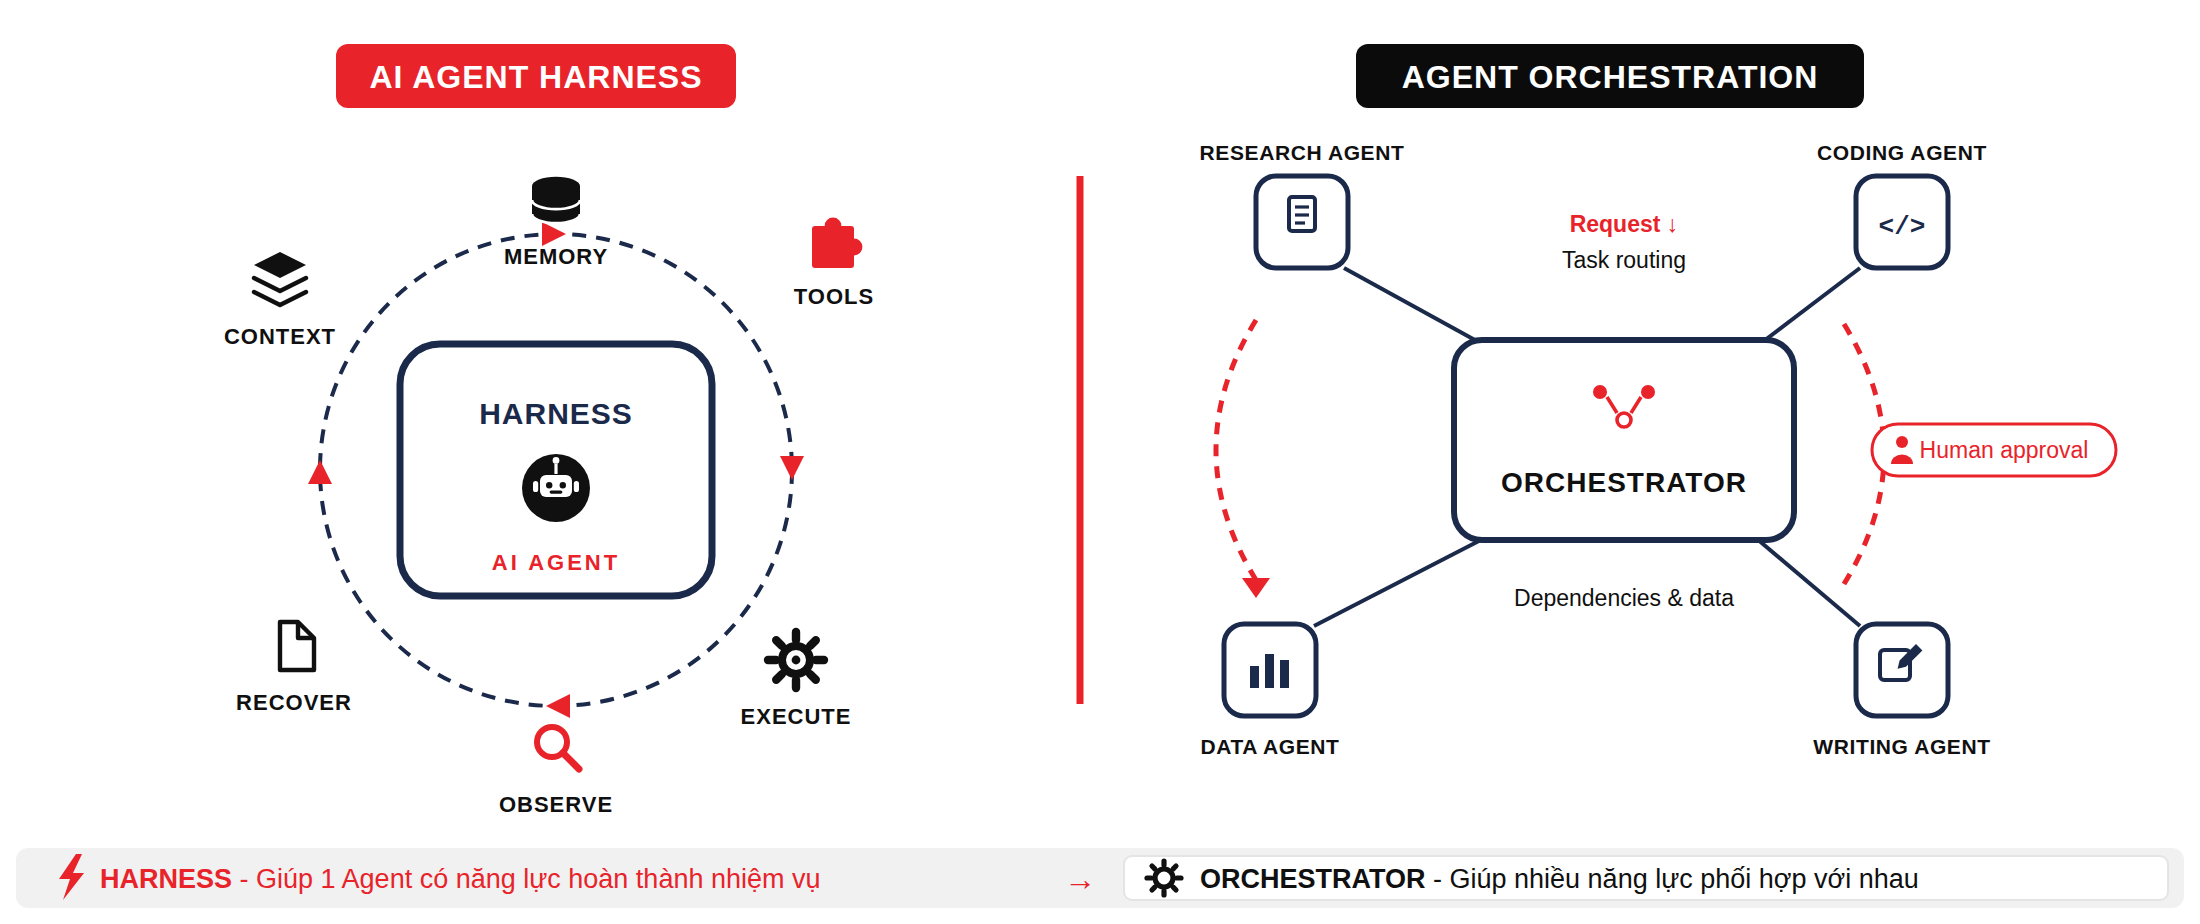 AI AGENT HARNESS
MEMORY
TOOLS
CONTEXT
HARNESS
AI AGENT
RECOVER
EXECUTE
OBSERVE
AGENT ORCHESTRATION
RESEARCH AGENT
CODING AGENT
</>
Request ↓
Task routing
Human approval
ORCHESTRATOR
Dependencies & data
DATA AGENT
WRITING AGENT
HARNESS - Giúp 1 Agent có năng lực hoàn thành nhiệm vụ
→
ORCHESTRATOR - Giúp nhiều năng lực phối hợp với nhau